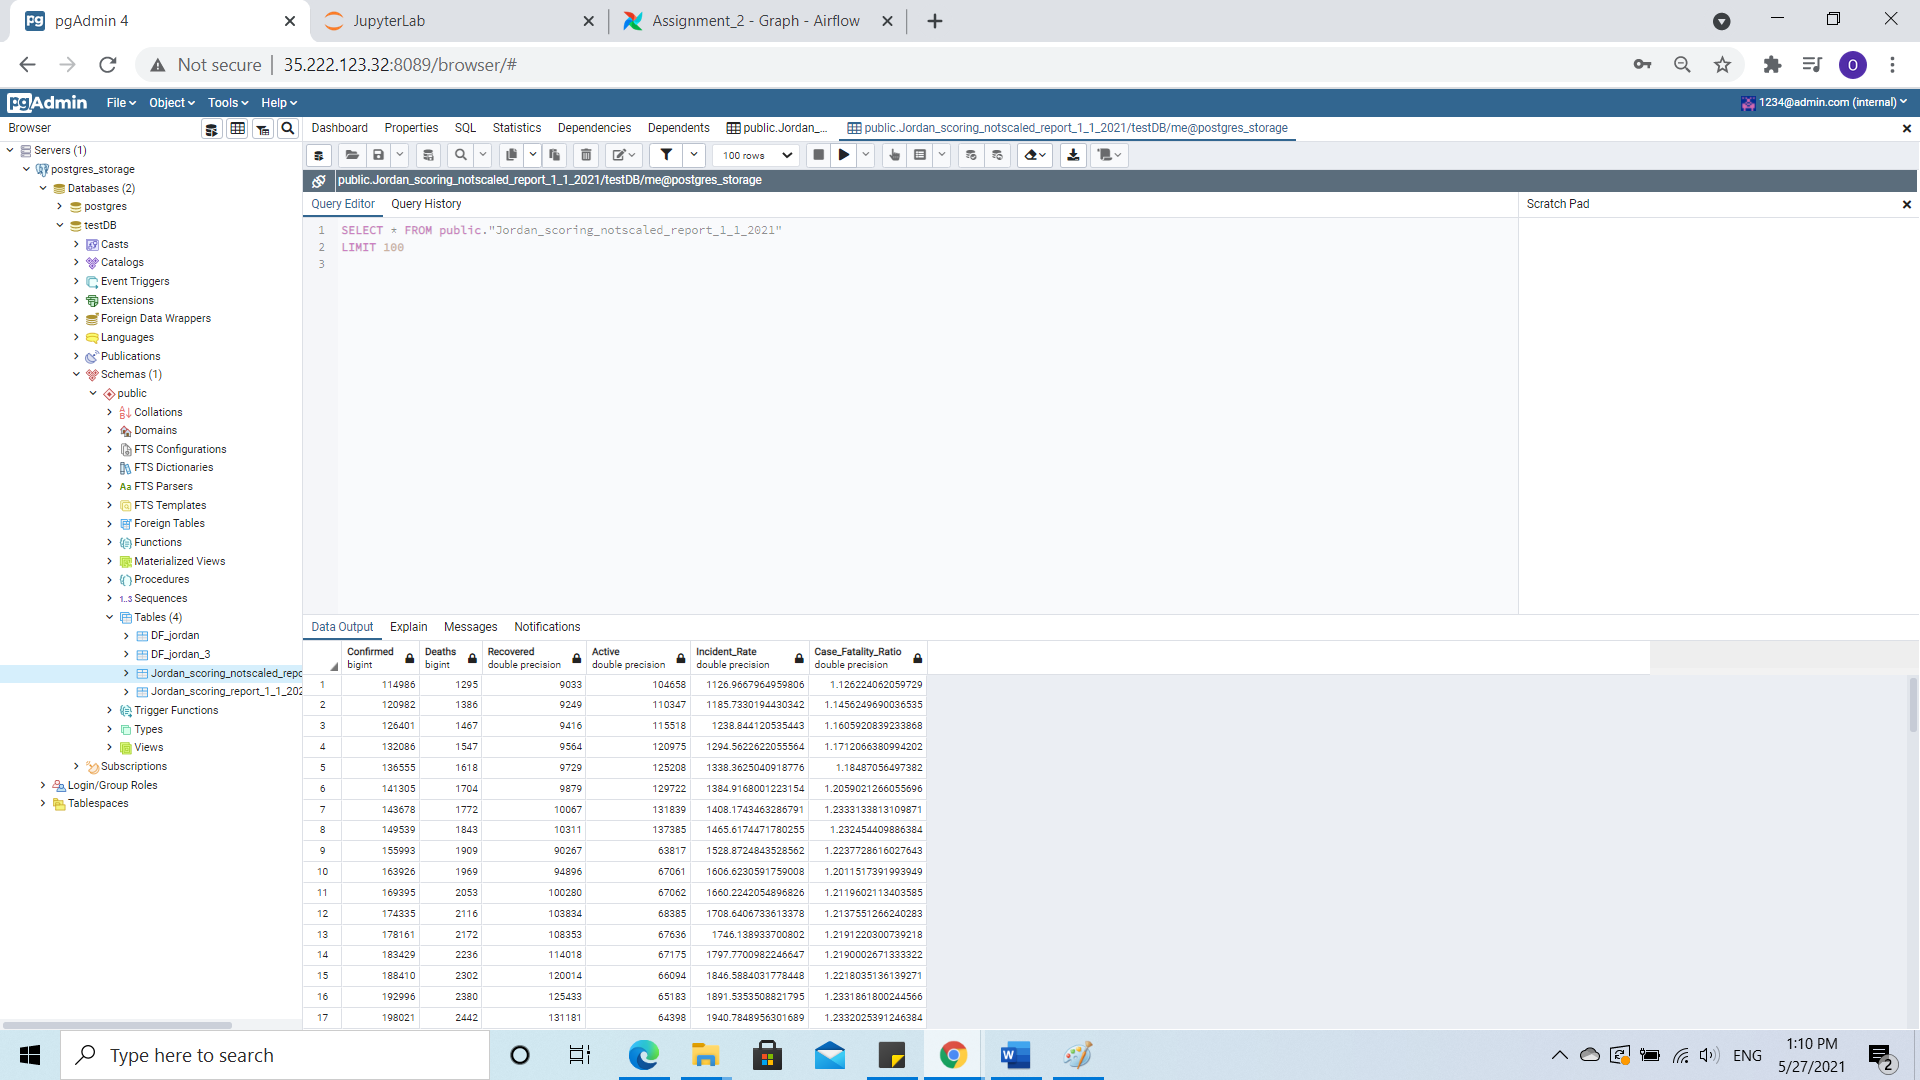 pgAdmin 4
JupyterLab
Assignment_2 - Graph - Airflow
Not secure | 35.222.123.32:8089/browser/#
O
pgAdmin File Object Tools Help
1234@admin.com (internal)
Browser
Dashboard Properties SQL Statistics Dependencies Dependents public.Jordan_... public.Jordan_scoring_notscaled_report_1_1_2021/testDB/me@postgres_storage
100 rows
public.Jordan_scoring_notscaled_report_1_1_2021/testDB/me@postgres_storage
Query Editor Query History
Scratch Pad
1 SELECT * FROM public."Jordan_scoring_notscaled_report_1_1_2021"
2 LIMIT 100
3
Servers (1)
postgres_storage
Databases (2)
postgres
testDB
Casts
Catalogs
Event Triggers
Extensions
Foreign Data Wrappers
Languages
Publications
Schemas (1)
public
Collations
Domains
FTS Configurations
FTS Dictionaries
FTS Parsers
FTS Templates
Foreign Tables
Functions
Materialized Views
Procedures
1..3 Sequences
Tables (4)
DF_jordan
DF_jordan_3
Jordan_scoring_notscaled_repo
Jordan_scoring_report_1_1_202
Trigger Functions
Types
Views
Subscriptions
Login/Group Roles
Tablespaces
Data Output Explain Messages Notifications
Confirmed Deaths Recovered Active Incident_Rate Case_Fatality_Ratio
bigint bigint double precision double precision double precision double precision
1 114986 1295 9033 104658 1126.9667964959806 1.126224062059729
2 120982 1386 9249 110347 1185.7330194430342 1.1456249690036535
3 126401 1467 9416 115518 1238.844120535443 1.1605920839233868
4 132086 1547 9564 120975 1294.5622622055564 1.1712066380994202
5 136555 1618 9729 125208 1338.3625040918776 1.18487056497382
6 141305 1704 9879 129722 1384.9168001223154 1.2059021266055696
7 143678 1772 10067 131839 1408.1743463286791 1.2333133813109871
8 149539 1843 10311 137385 1465.6174471780255 1.232454409886384
9 155993 1909 90267 63817 1528.8724843528562 1.2237728616027643
10 163926 1969 94896 67061 1606.6230591759008 1.2011517391993949
11 169395 2053 100280 67062 1660.2242054896826 1.2119602113403585
12 174335 2116 103834 68385 1708.6406733613378 1.2137551266240283
13 178161 2172 108353 67636 1746.138933700802 1.2191220300739218
14 183429 2236 114018 67175 1797.7700982246647 1.2190002671333322
15 188410 2302 120014 66094 1846.5884031778448 1.2218035136139271
16 192996 2380 125433 65183 1891.5353508821795 1.2331861800244566
17 198021 2442 131181 64398 1940.7848956301689 1.2332025391246384
Type here to search
ENG
1:10 PM
5/27/2021
2